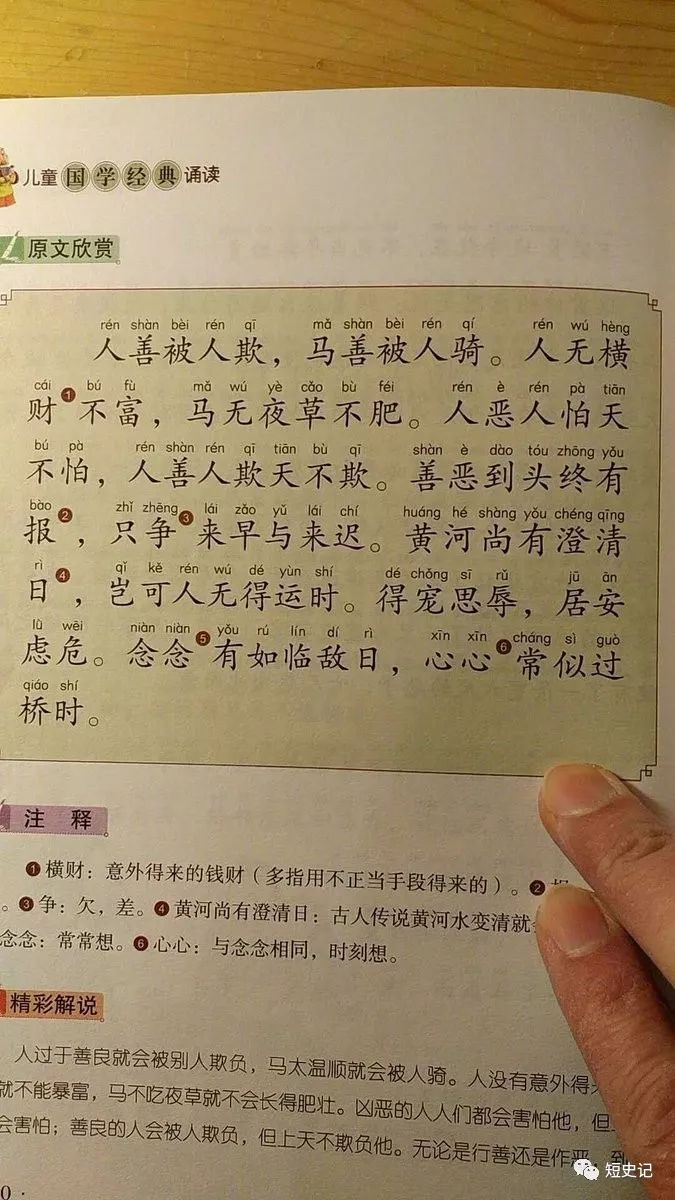 儿童国学经典诵读
原文欣赏
rén shàn bèi rén qī mǎ shàn bèi rén qí rén wú hèng
人善被人欺，马善被人骑。人无横
cái bú fù mǎ wú yè cǎo bù féi rén è rén pà tiān
财❶不富，马无夜草不肥。人恶人怕天
bú pà rén shàn rén qī tiān bù qī shàn è dào tóu zhōng yǒu
不怕，人善人欺天不欺。善恶到头终有
bào zhǐ zhēng lái zǎo yǔ lái chí huáng hé shàng yǒu chéng qīng
报❷，只争❸来早与来迟。黄河尚有澄清
rì qǐ kě rén wú dé yùn shí dé chǒng sī rǔ jū ān
日❹，岂可人无得运时。得宠思辱，居安
lǜ wēi niàn niàn yǒu rú lín dí rì xīn xīn cháng sì guò
虑危。念念❺有如临敌日，心心❻常似过
qiáo shí
桥时。
注 释
❶横财：意外得来的钱财（多指用不正当手段得来的）。❷
。❸争：欠，差。❹黄河尚有澄清日：古人传说黄河水变清就
念念：常常想。❻心心：与念念相同，时刻想。
精彩解说
人过于善良就会被别人欺负，马太温顺就会被人骑。人没有意外得
就不能暴富，马不吃夜草就不会长得肥壮。凶恶的人人们都会害怕他，但
会害怕；善良的人会被人欺负，但上天不欺负他。无论是行善还是作恶，到
0·
短史记